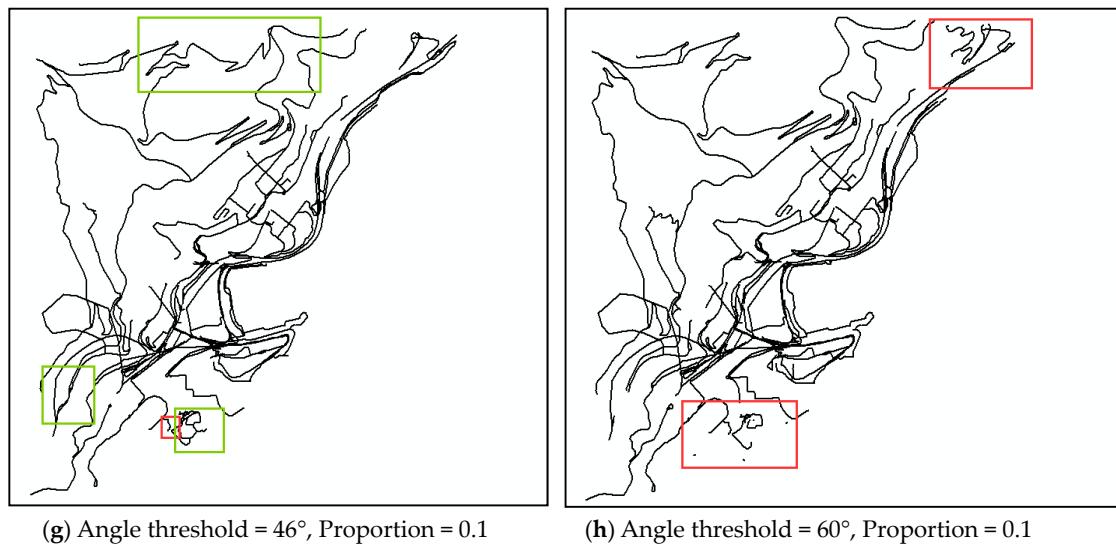 (g) Angle threshold = 46°, Proportion = 0.1
(h) Angle threshold = 60°, Proportion = 0.1